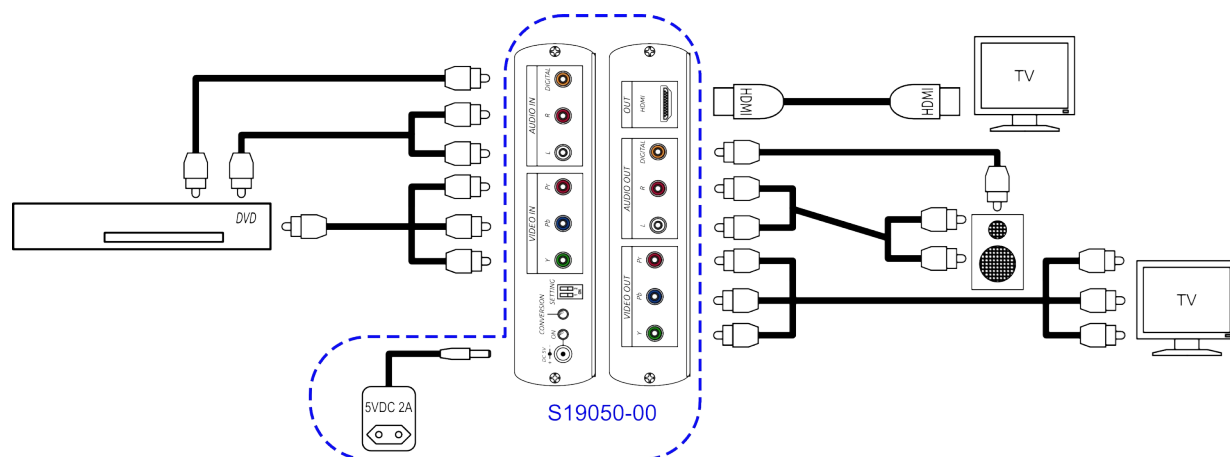 DVD
5VDC 2A
AUDIO IN
DIGITAL
R
L
VIDEO IN
Pr
Pb
Y
SETTING
CONVERSION
ON
DC 5V
OUT
HDMI
AUDIO OUT
DIGITAL
R
L
VIDEO OUT
Pr
Pb
Y
S19050-00
HDMI
HDMI
TV
TV